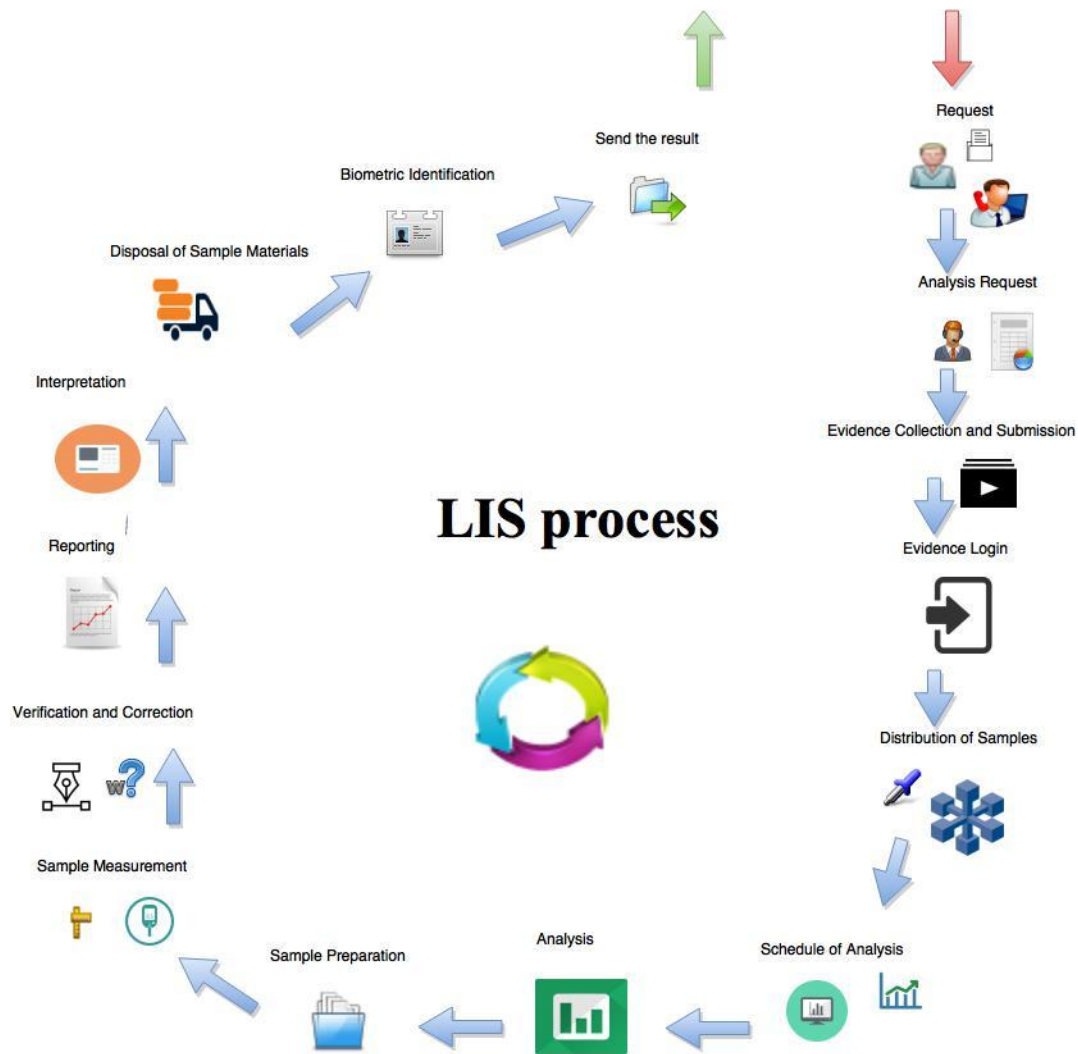 Request
Analysis Request
Evidence Collection and Submission
Evidence Login
Distribution of Samples
Schedule of Analysis
Analysis
Sample Preparation
Sample Measurement
Verification and Correction
w?
Reporting
Interpretation
Disposal of Sample Materials
Biometric Identification
Send the result
LIS process